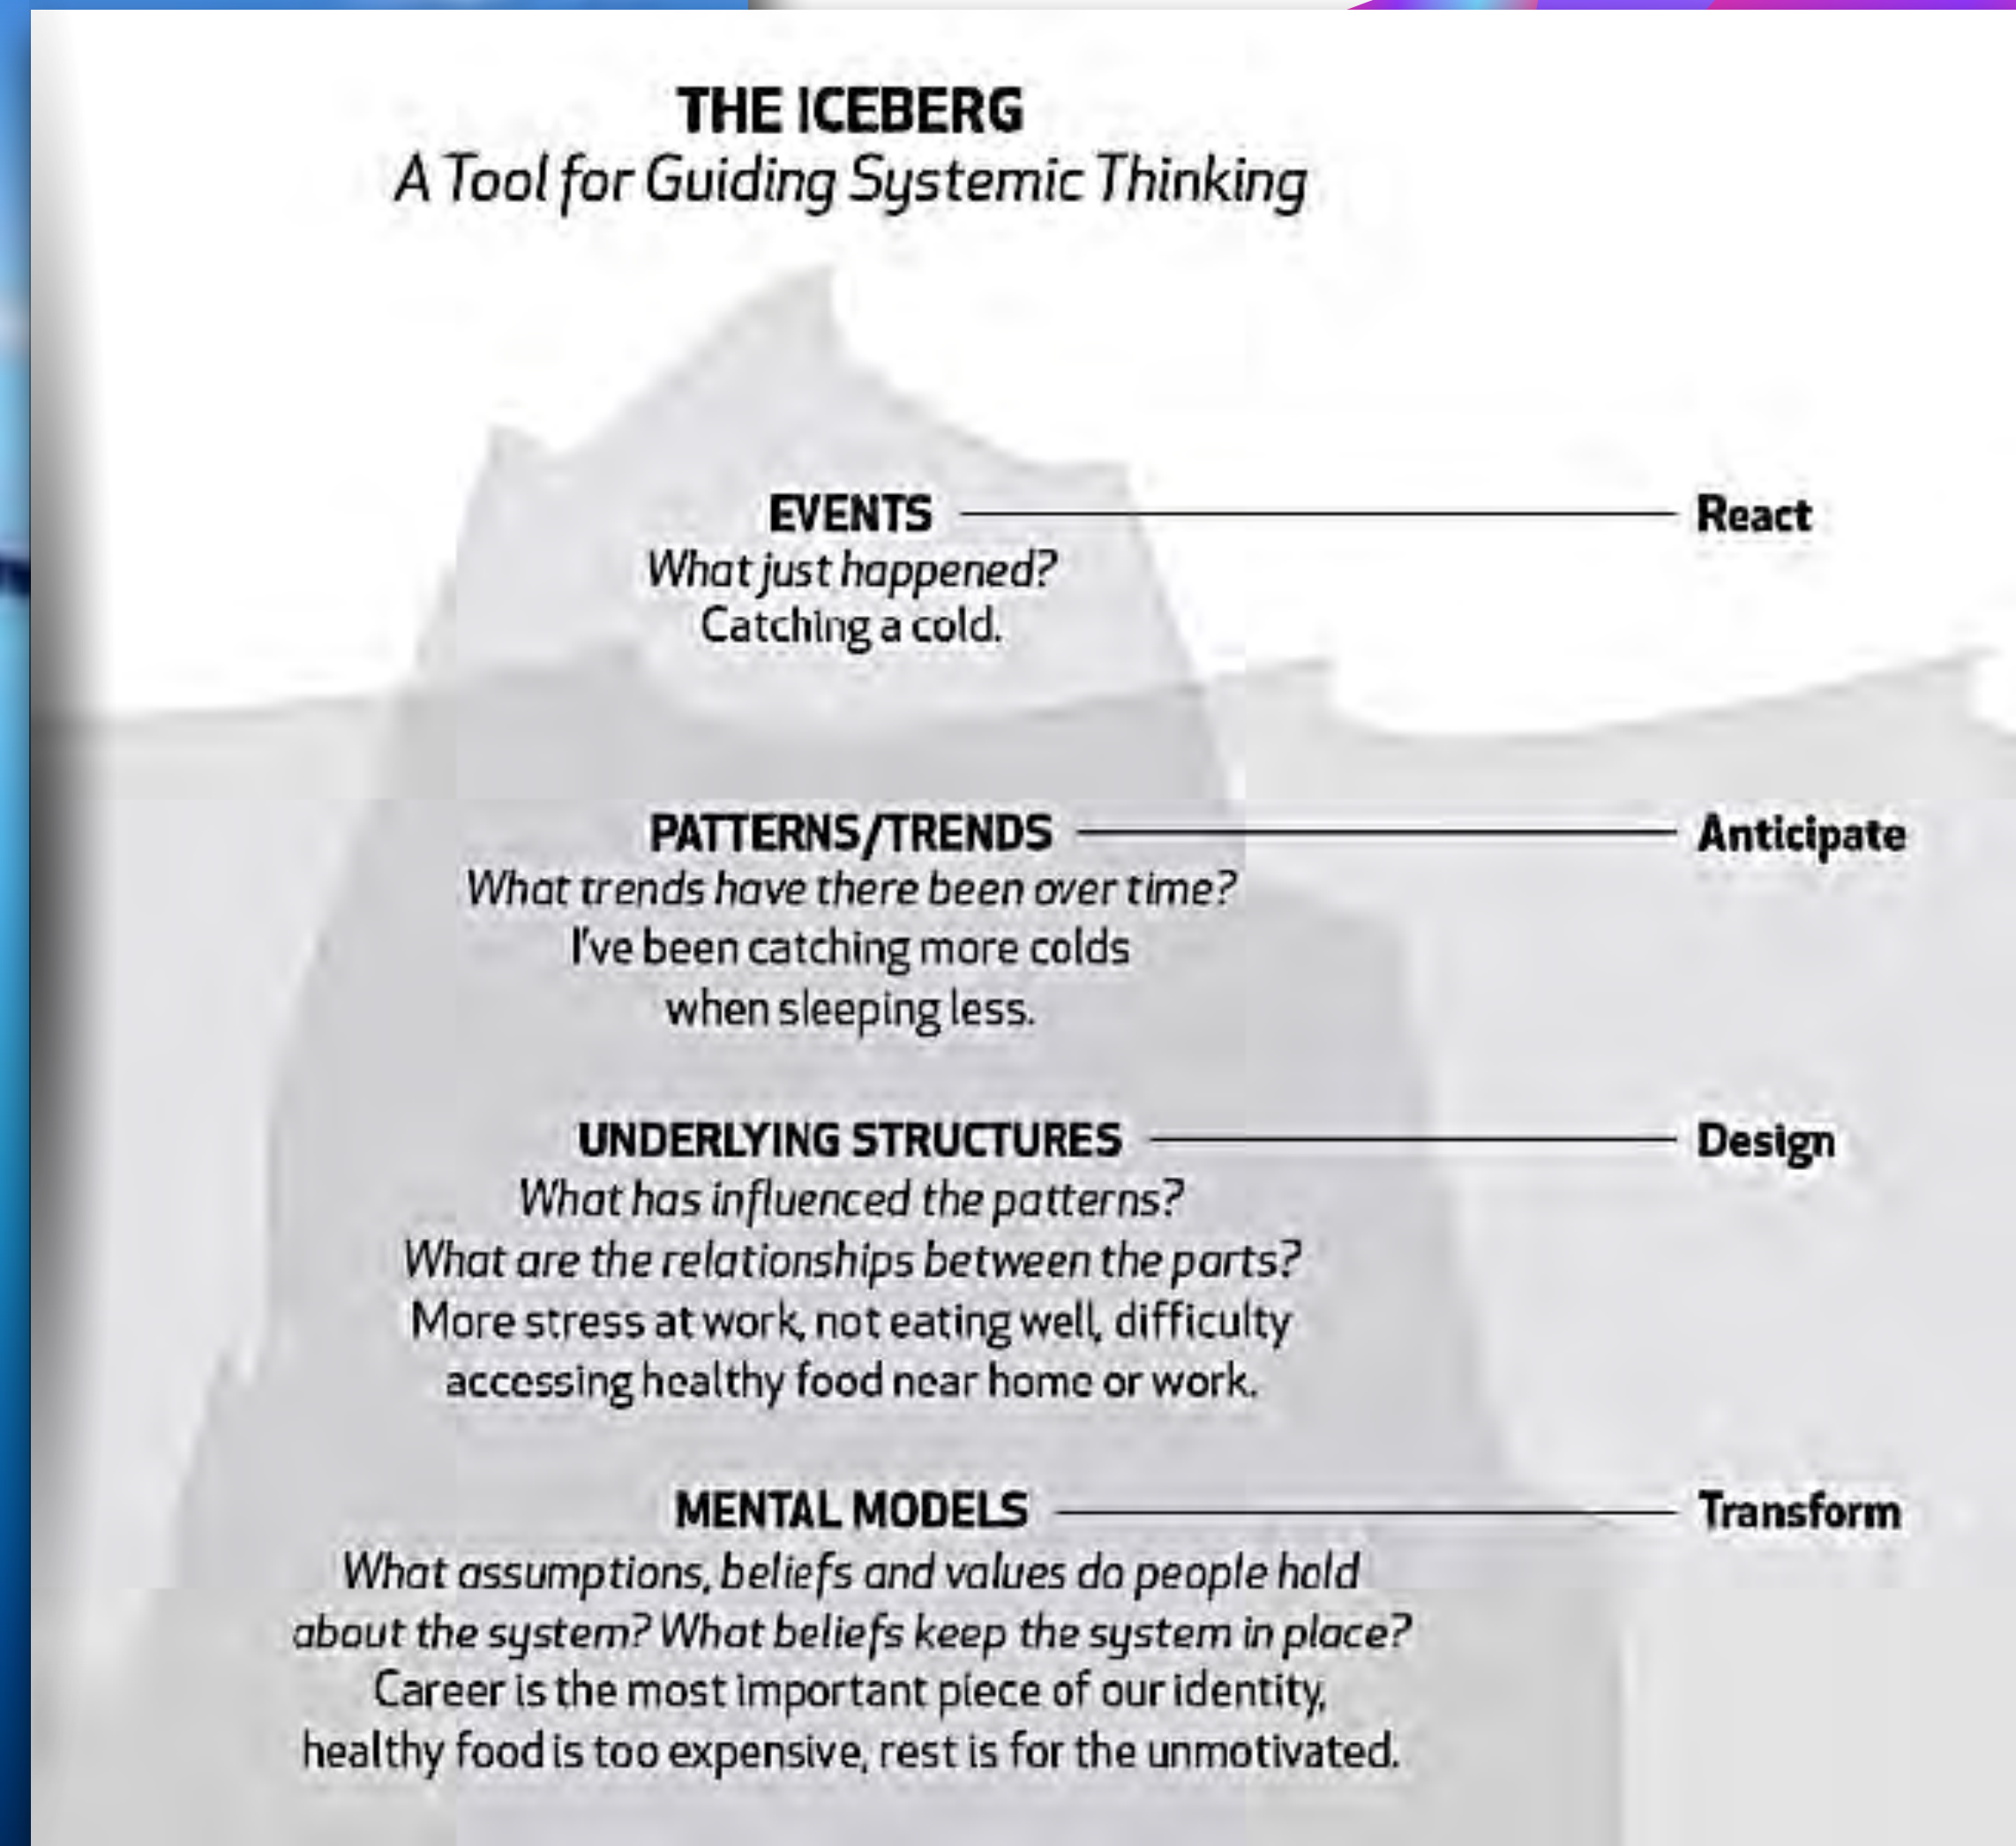 THE ICEBERG
A Tool for Guiding Systemic Thinking
EVENTS
React
What just happened?
Catching a cold.
PATTERNS/TRENDS
Anticipate
What trends have there been over time?
I've been catching more colds
when sleeping less.
UNDERLYING STRUCTURES
Design
What has influenced the patterns?
What are the relationships between the parts?
More stress at work, not eating well, difficulty
accessing healthy food near home or work.
MENTAL MODELS
Transform
What assumptions, beliefs and values do people hold
about the system? What beliefs keep the system in place?
Career is the most important piece of our identity,
healthy food is too expensive, rest is for the unmotivated.